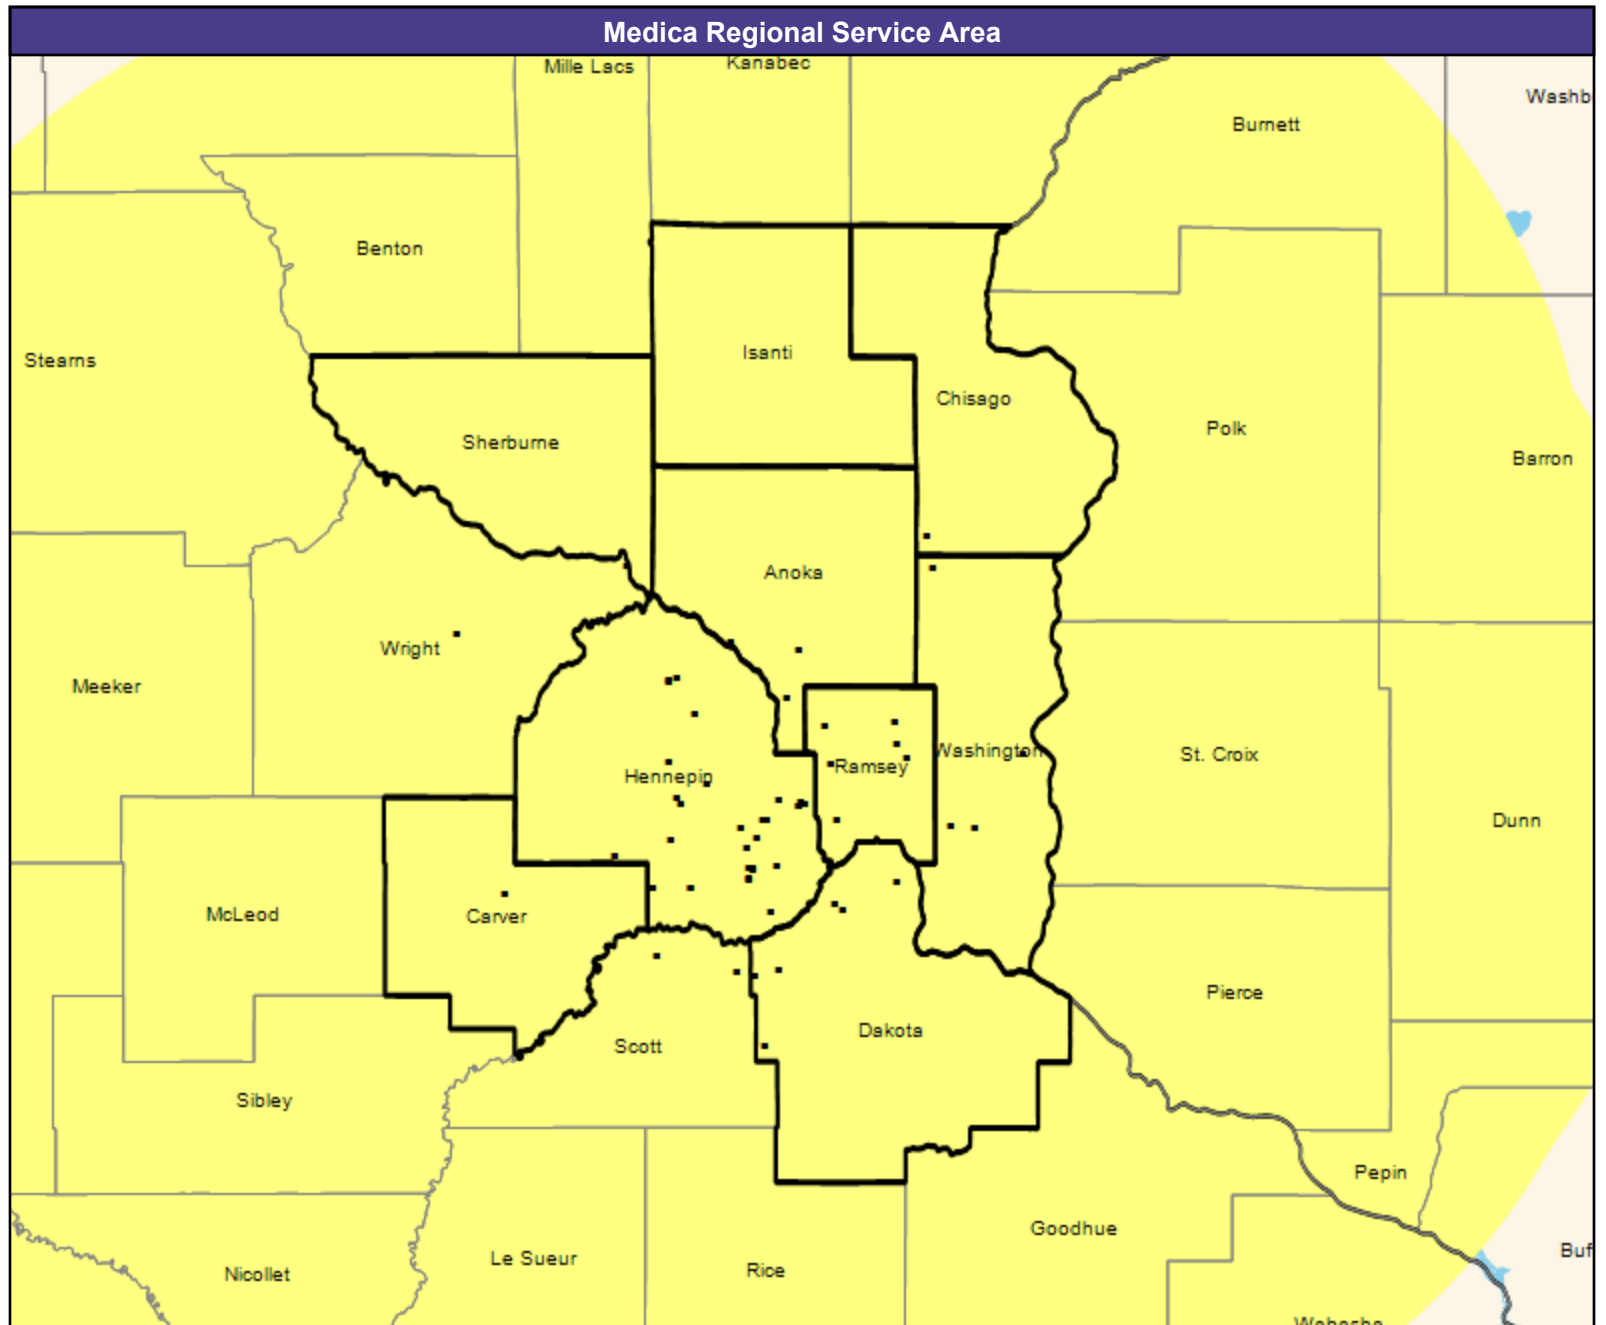 Medica Regional Service Area
Mille Lacs
Kanabec
Washb
Burnett
Benton
Isanti
Stearns
Chisago
Polk
Sherburne
Barron
Anoka
Wright
Meeker
Washington
St. Croix
Ramsey
Hennepin
Dunn
McLeod
Carver
Pierce
Dakota
Scott
Sibley
Pepin
Goodhue
Buf
Le Sueur
Rice
Nicollet